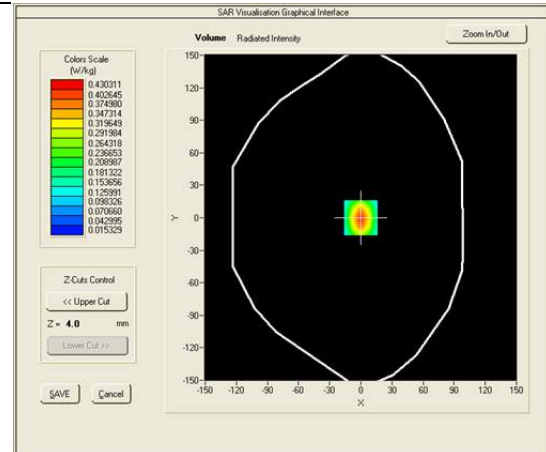 SAR Visualisation Graphical Interface
Volume Radiated Intensity
Zoom In/Out
Colors Scale
(W/kg)
0.430311
0.402645
0.374980
0.347314
0.319649
0.291984
0.264318
0.236653
0.208987
0.181322
0.153656
0.125991
0.098326
0.070660
0.042995
0.015329
Z-Cuts Control
<< Upper Cut
Z = 4.0 mm
Lower Cut >>
SAVE Cancel
150
120
90
60
30
0
-30
-60
-90
-120
-150
Y
-150 -120 -90 -60 -30 0 30 60 90 120 150
X